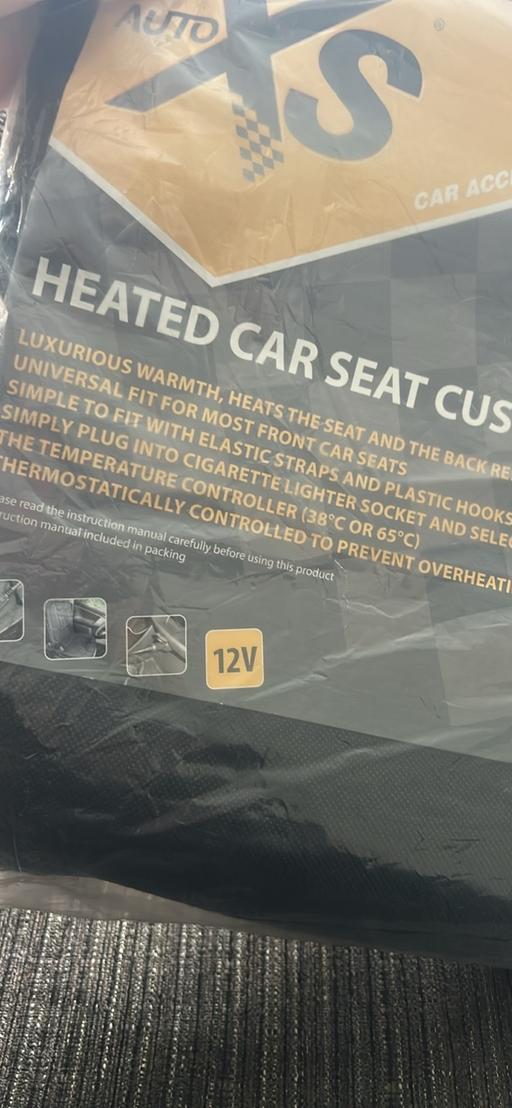 AUTO
XS
®
CAR ACC
HEATED CAR SEAT CUS
LUXURIOUS WARMTH, HEATS THE SEAT AND THE BACK RE
UNIVERSAL FIT FOR MOST FRONT CAR SEATS
SIMPLE TO FIT WITH ELASTIC STRAPS AND PLASTIC HOOKS
SIMPLY PLUG INTO CIGARETTE LIGHTER SOCKET AND SELEC
THE TEMPERATURE CONTROLLER (38°C OR 65°C)
THERMOSTATICALLY CONTROLLED TO PREVENT OVERHEATI
ase read the instruction manual carefully before using this product
ruction manual included in packing
12V